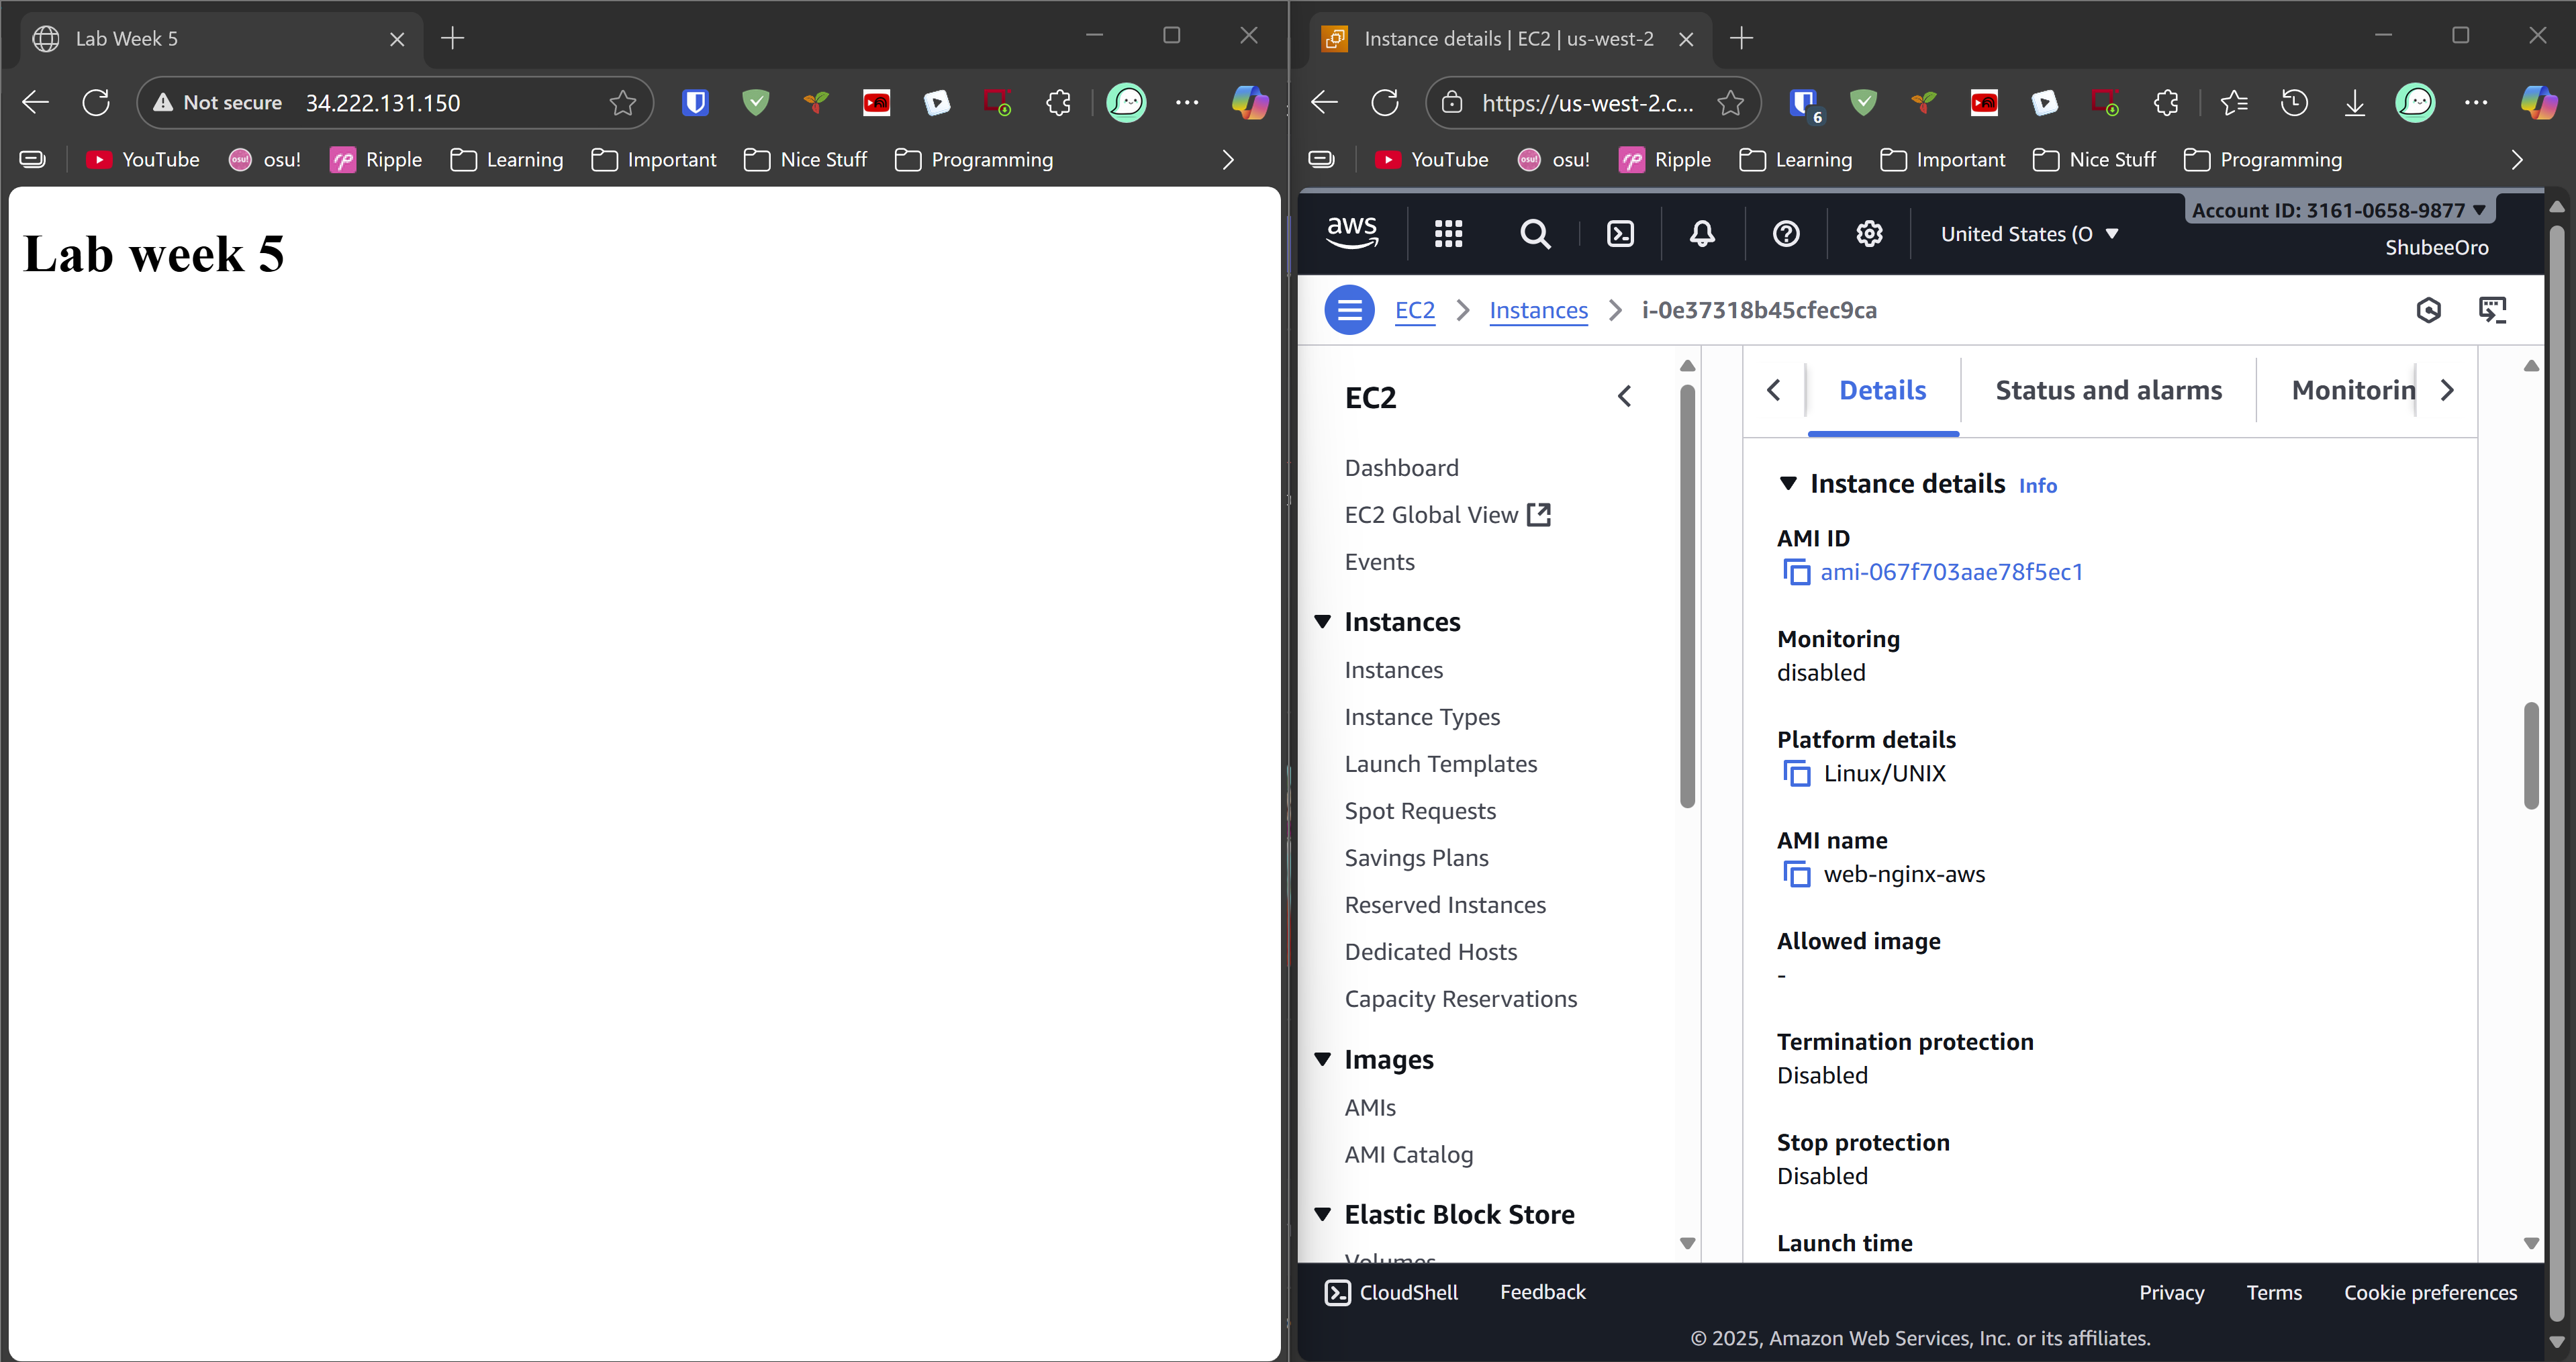 Lab Week 5
Not secure 34.222.131.150
YouTube osu! Ripple Learning Important Nice Stuff Programming
Lab week 5
Instance details | EC2 | us-west-2
https://us-west-2.c...
6
YouTube osu! Ripple Learning Important Nice Stuff Programming
aws
United States (O
Account ID: 3161-0658-9877
ShubeeOro
EC2 Instances i-0e37318b45cfec9ca
EC2
Dashboard
EC2 Global View
Events
Instances
Instances
Instance Types
Launch Templates
Spot Requests
Savings Plans
Reserved Instances
Dedicated Hosts
Capacity Reservations
Images
AMIs
AMI Catalog
Elastic Block Store
Volumes
Details Status and alarms Monitorin
Instance details Info
AMI ID
ami-067f703aae78f5ec1
Monitoring
disabled
Platform details
Linux/UNIX
AMI name
web-nginx-aws
Allowed image
-
Termination protection
Disabled
Stop protection
Disabled
Launch time
CloudShell Feedback Privacy Terms Cookie preferences
© 2025, Amazon Web Services, Inc. or its affiliates.